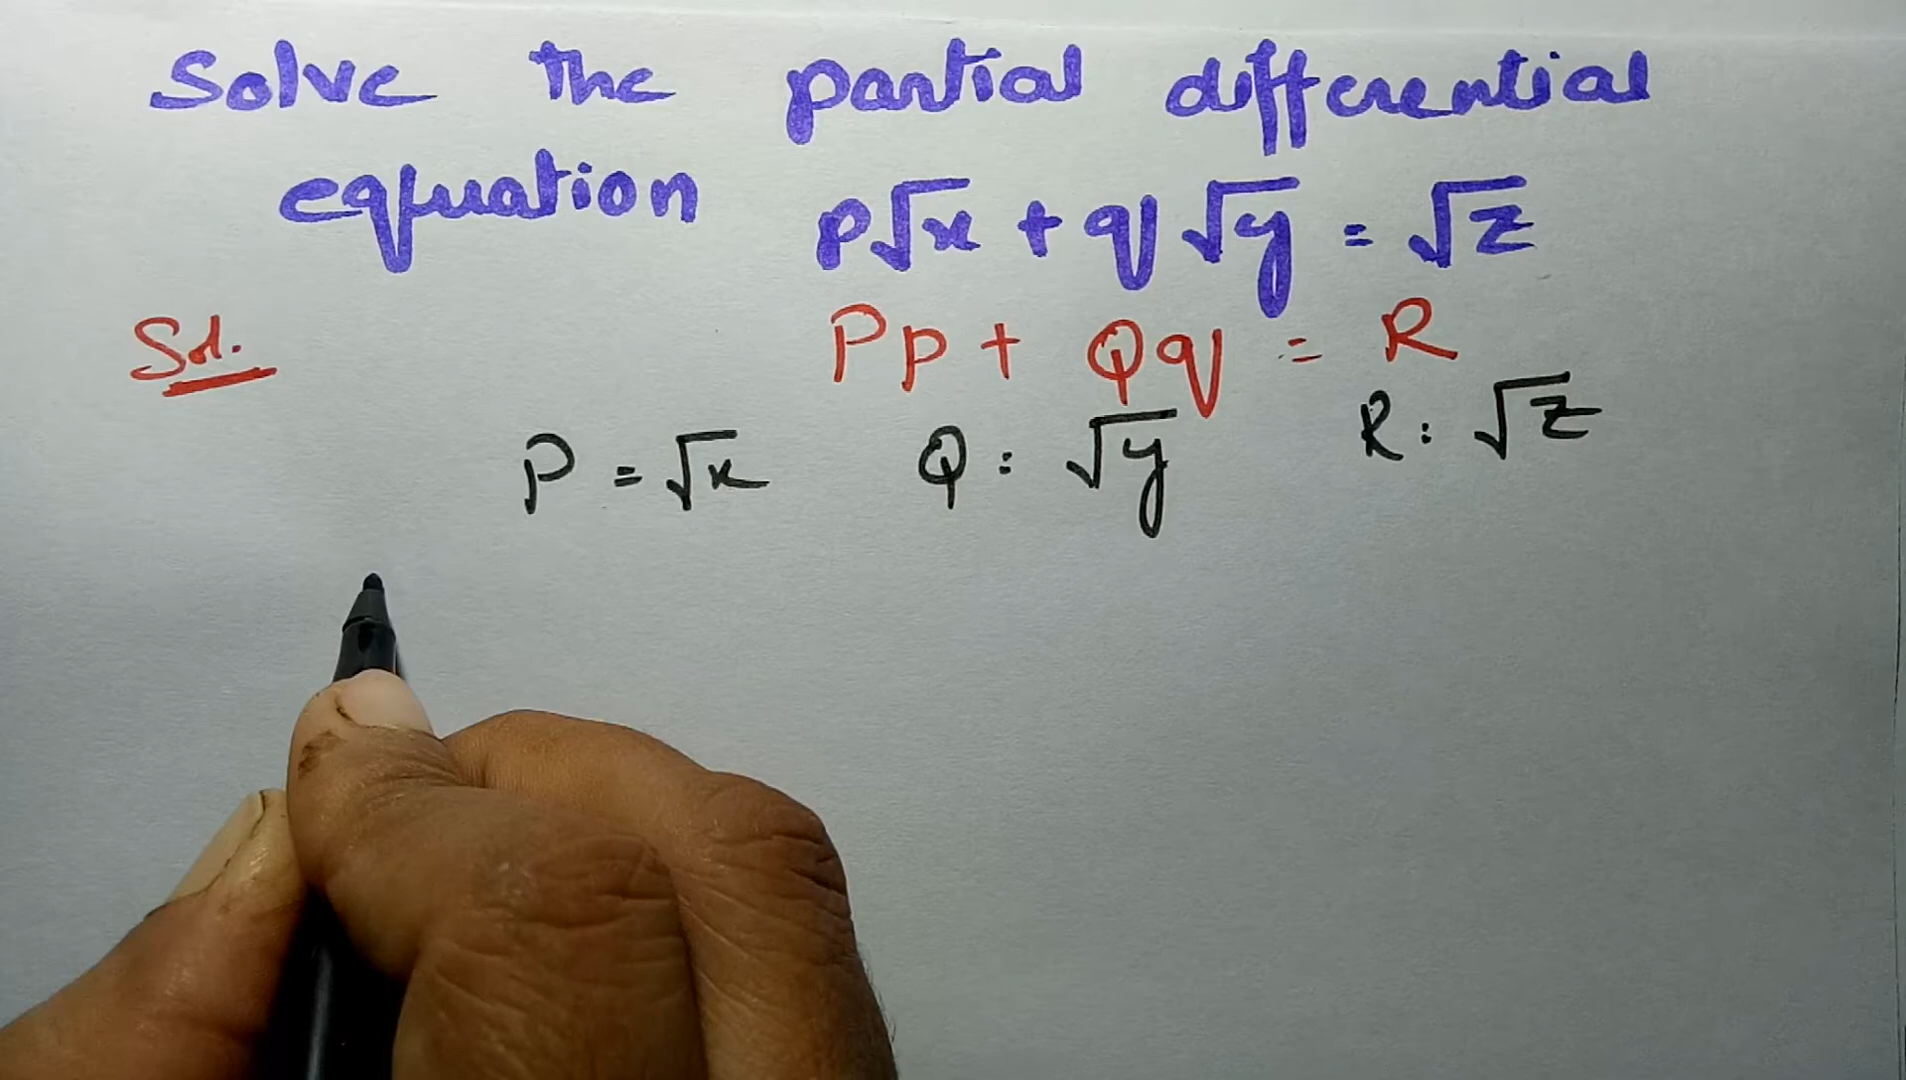 Solve the partial differential
equation p√x + q√y = √z
Sol. Pp + Qq = R
P = √x Q : √y R : √z